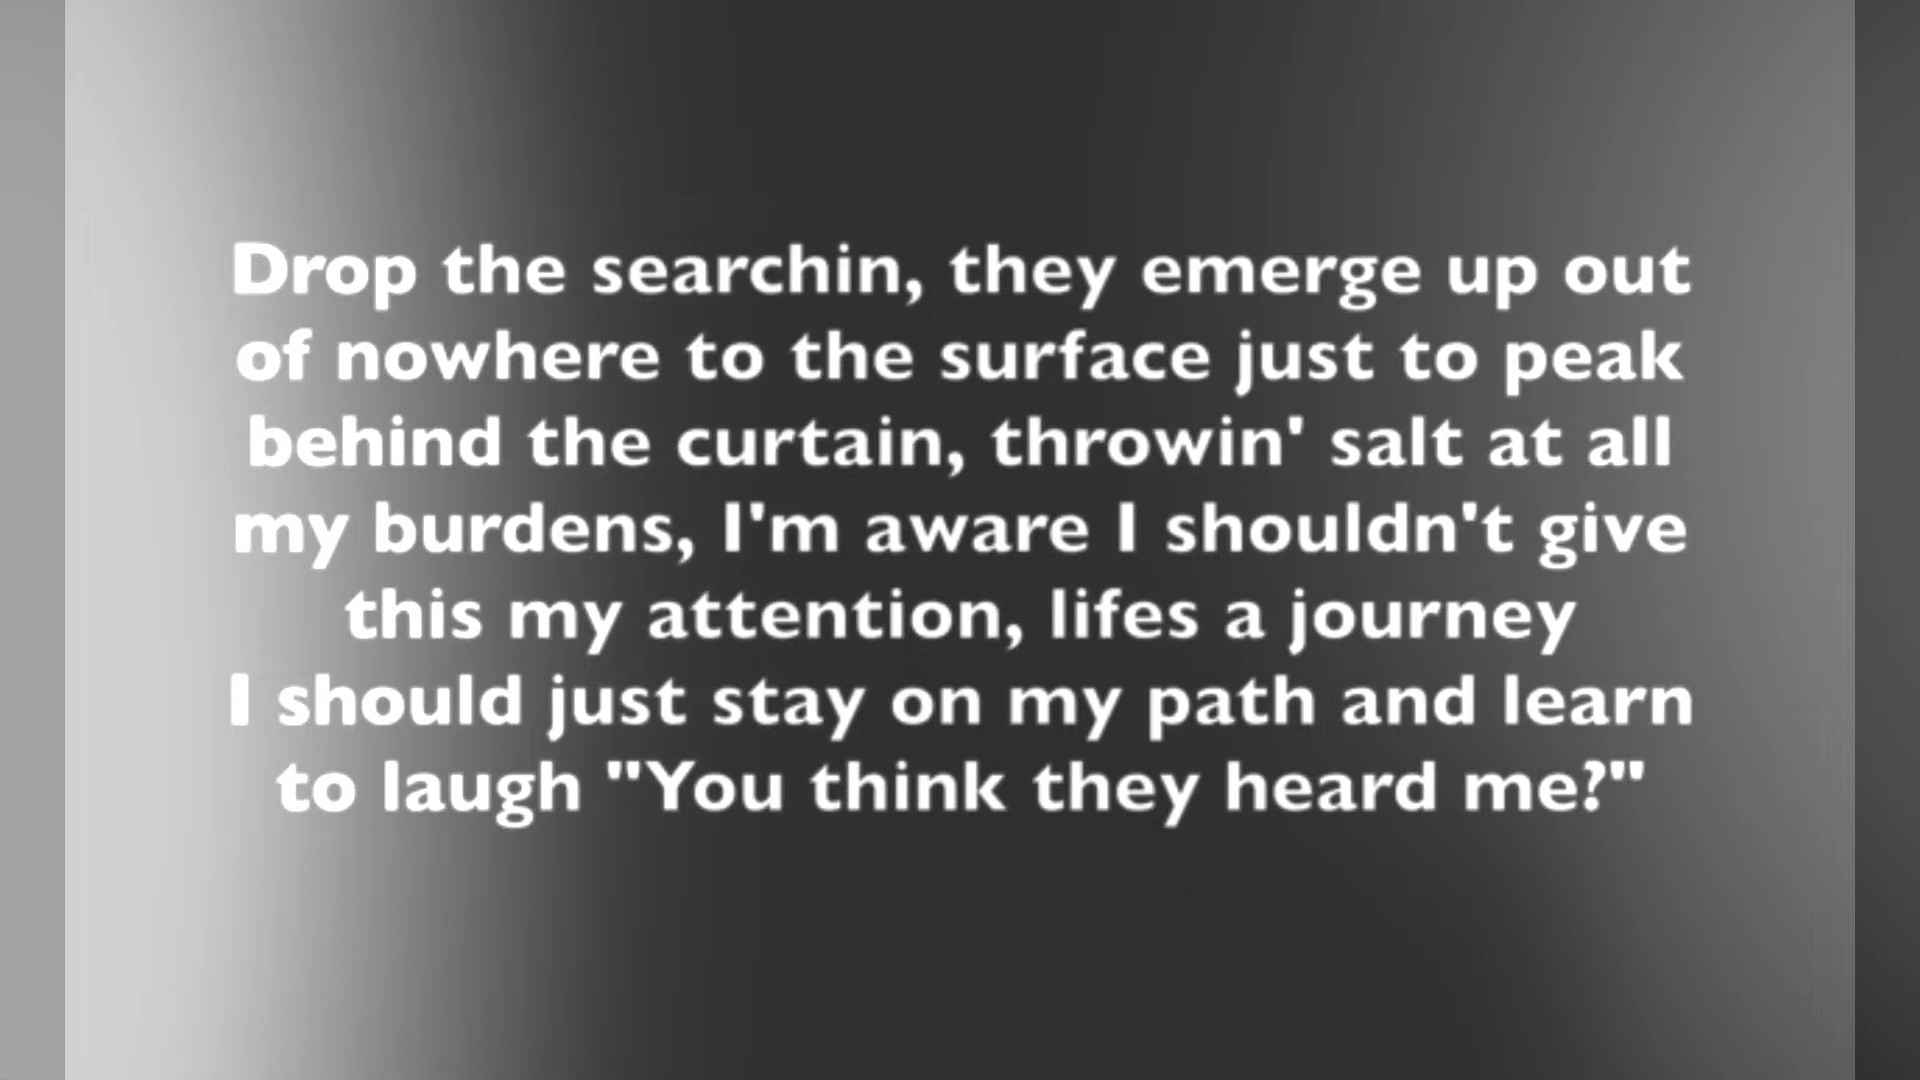 Drop the searchin, they emerge up out
of nowhere to the surface just to peak
behind the curtain, throwin' salt at all
my burdens, I'm aware I shouldn't give
this my attention, lifes a journey
I should just stay on my path and learn
to laugh "You think they heard me?"